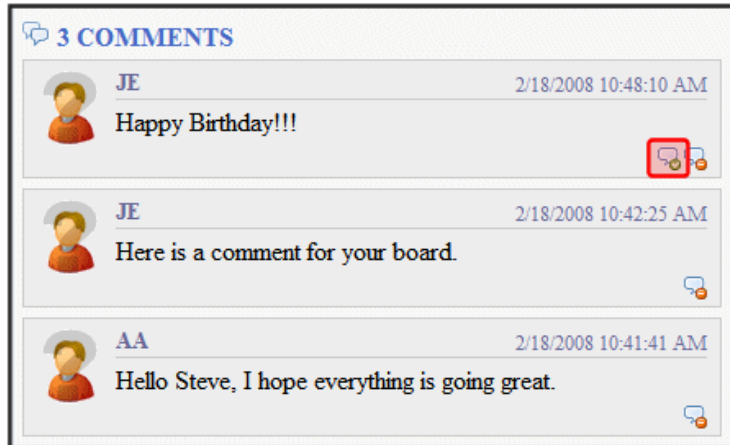 3 COMMENTS
JE 2/18/2008 10:48:10 AM
Happy Birthday!!!
JE 2/18/2008 10:42:25 AM
Here is a comment for your board.
AA 2/18/2008 10:41:41 AM
Hello Steve, I hope everything is going great.